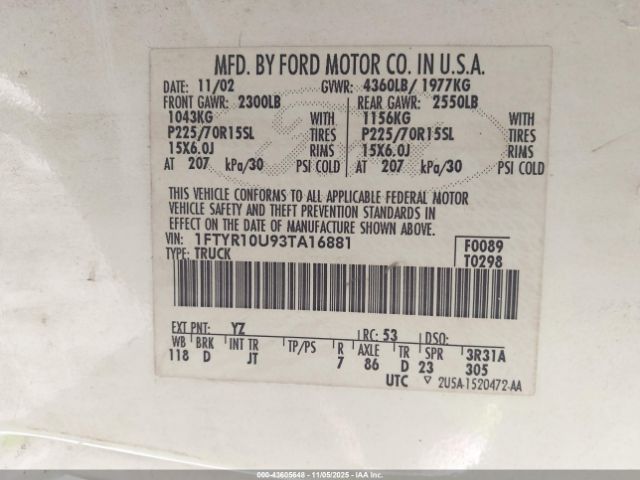 MFD. BY FORD MOTOR CO. IN U.S.A.
DATE: 11/02 GVWR: 4360LB/ 1977KG
FRONT GAWR: 2300LB REAR GAWR: 2550LB
1043KG WITH 1156KG WITH
P225/70R15SL TIRES P225/70R15SL TIRES
15X6.0J RIMS 15X6.0J RIMS
AT 207 kPa/30 PSI COLD AT 207 kPa/30 PSI COLD
THIS VEHICLE CONFORMS TO ALL APPLICABLE FEDERAL MOTOR
VEHICLE SAFETY AND THEFT PREVENTION STANDARDS IN
EFFECT ON THE DATE OF MANUFACTURE SHOWN ABOVE.
VIN: 1FTYR10U93TA16881 F0089
TYPE: TRUCK T0298
EXT PNT: YZ RC: 53 DSO:
WB BRK INT TR TP/PS R AXLE TR SPR 3R31A
118 D JT 7 86 D 23 305
UTC ▽ 2U5A-1520472-AA
000-43605648 - 11/05/2025 - IAA Inc.